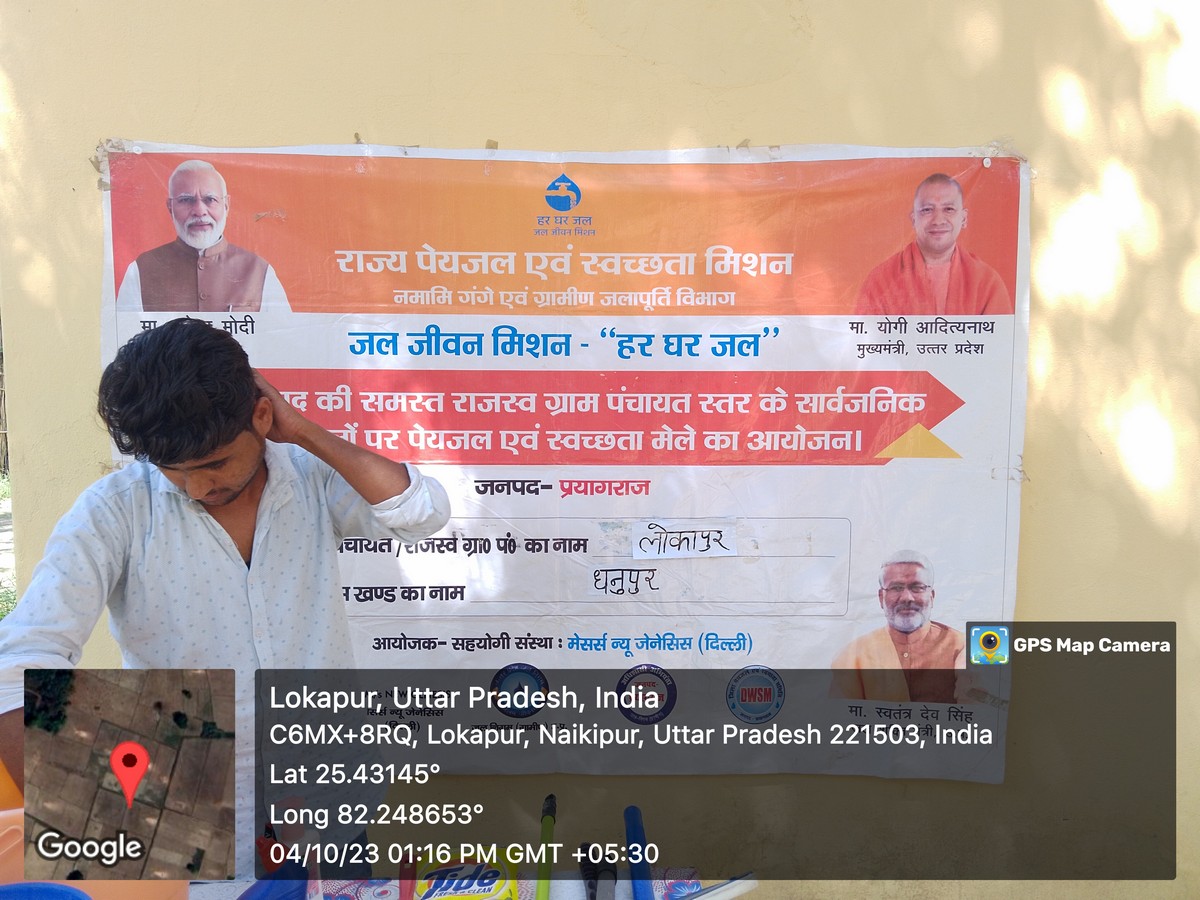 हर घर जल
जल जीवन मिशन
राज्य पेयजल एवं स्वच्छता मिशन
नमामि गंगे एवं ग्रामीण जलापूर्ति विभाग
मा. मोदी
मा. योगी आदित्यनाथ
मुख्यमंत्री, उत्तर प्रदेश
जल जीवन मिशन - “हर घर जल”
की समस्त राजस्व ग्राम पंचायत स्तर के सार्वजनिक
पर पेयजल एवं स्वच्छता मेले का आयोजन।
जनपद- प्रयागराज
/राजस्व ग्रा० पं० का नाम लोकापुर
खण्ड का नाम धनुपुर
आयोजक- सहयोगी संस्था : मेसर्स न्यू जेनेसिस (दिल्ली)
DWSM
मा. स्वतंत्र देव सिंह
GPS Map Camera
Lokapur, Uttar Pradesh, India
C6MX+8RQ, Lokapur, Naikipur, Uttar Pradesh 221503, India
Lat 25.43145°
Long 82.248653°
04/10/23 01:16 PM GMT +05:30
Google
Tide